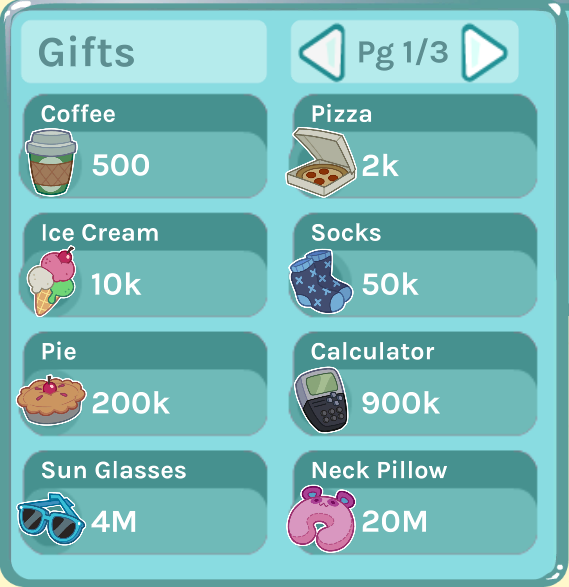 Gifts
Pg 1/3
Coffee
500
Pizza
2k
Ice Cream
10k
Socks
50k
Pie
200k
Calculator
900k
Sun Glasses
4M
Neck Pillow
20M